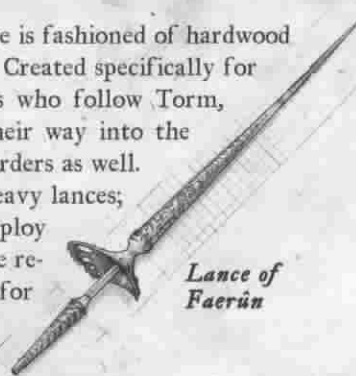 e is fashioned of hardwood
Created specifically for
s who follow Torm,
heir way into the
rders as well.
eavy lances;
ploy
e re-
for
Lance of
Faerûn